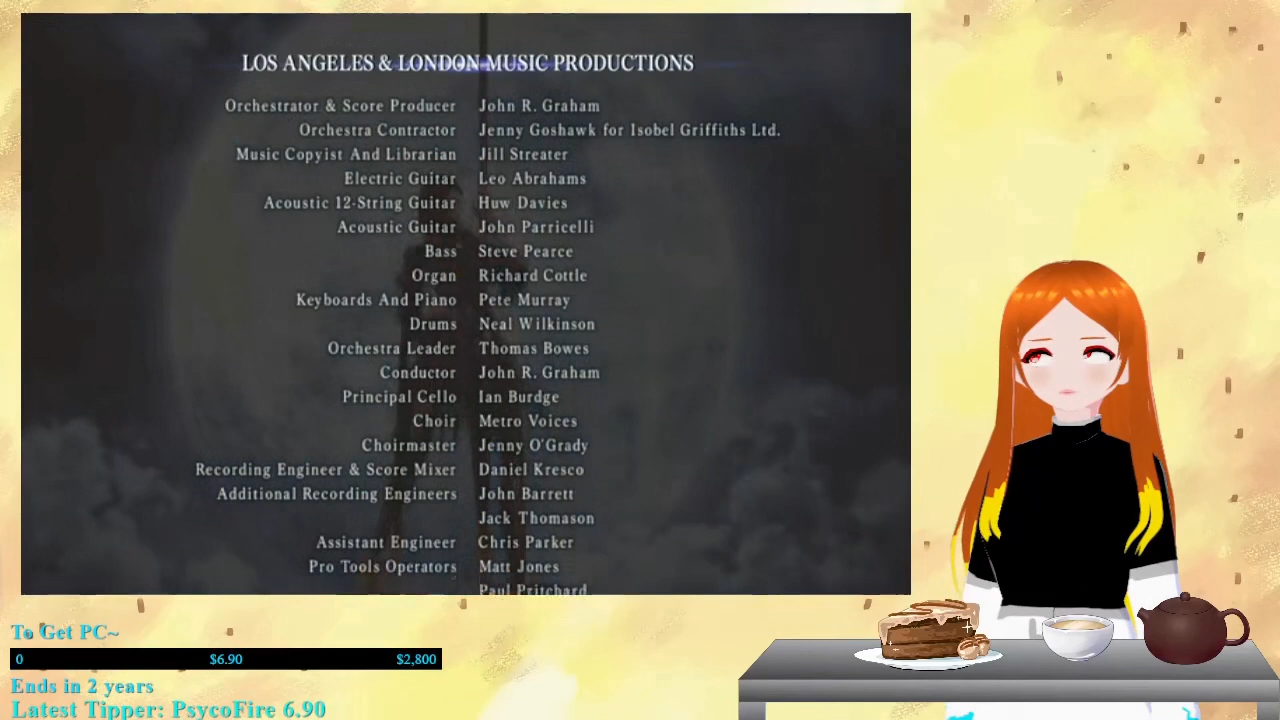 LOS ANGELES & LONDON MUSIC PRODUCTIONS
Orchestrator & Score Producer John R. Graham
Orchestra Contractor Jenny Goshawk for Isobel Griffiths Ltd.
Music Copyist And Librarian Jill Streater
Electric Guitar Leo Abrahams
Acoustic 12-String Guitar Huw Davies
Acoustic Guitar John Parricelli
Bass Steve Pearce
Organ Richard Cottle
Keyboards And Piano Pete Murray
Drums Neal Wilkinson
Orchestra Leader Thomas Bowes
Conductor John R. Graham
Principal Cello Ian Burdge
Choir Metro Voices
Choirmaster Jenny O'Grady
Recording Engineer & Score Mixer Daniel Kresco
Additional Recording Engineers John Barrett
Jack Thomason
Assistant Engineer Chris Parker
Pro Tools Operators Matt Jones
Paul Pritchard
To Get PC~
0 $6.90 $2,800
Ends in 2 years
Latest Tipper: PsycoFire 6.90